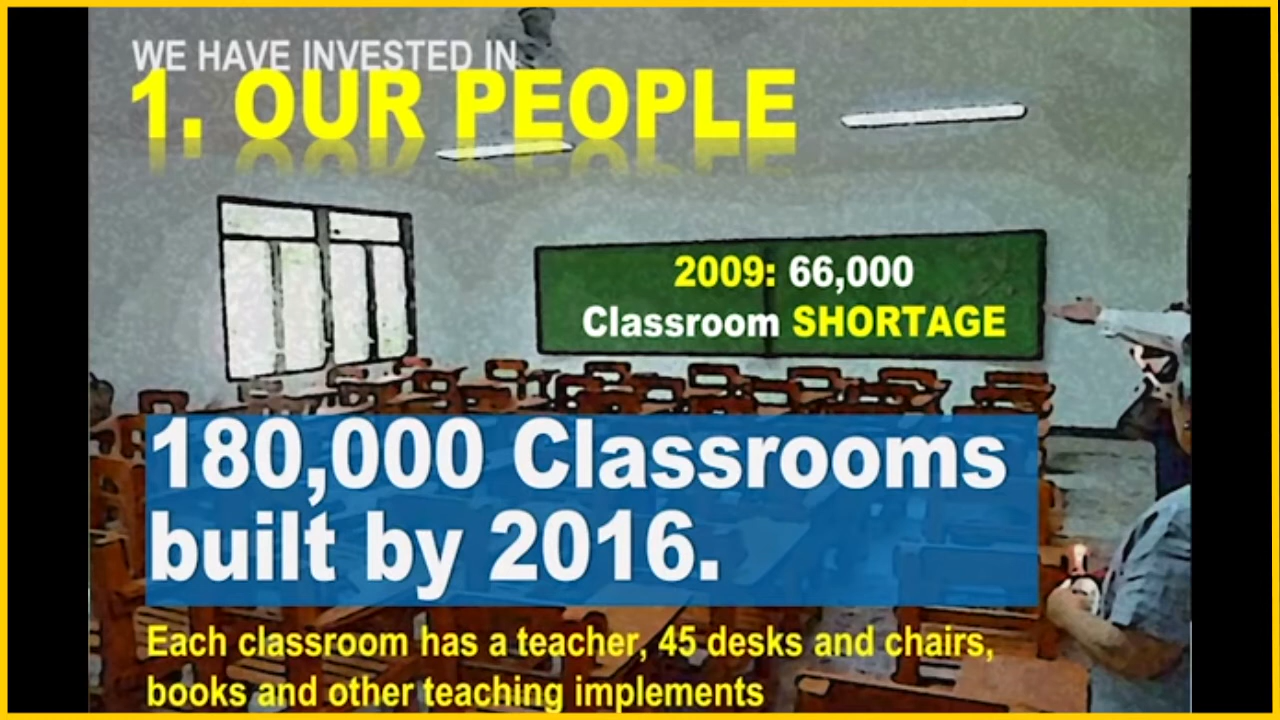 WE HAVE INVESTED IN
1. OUR PEOPLE
2009: 66,000
Classroom SHORTAGE
180,000 Classrooms
built by 2016.
Each classroom has a teacher, 45 desks and chairs,
books and other teaching implements